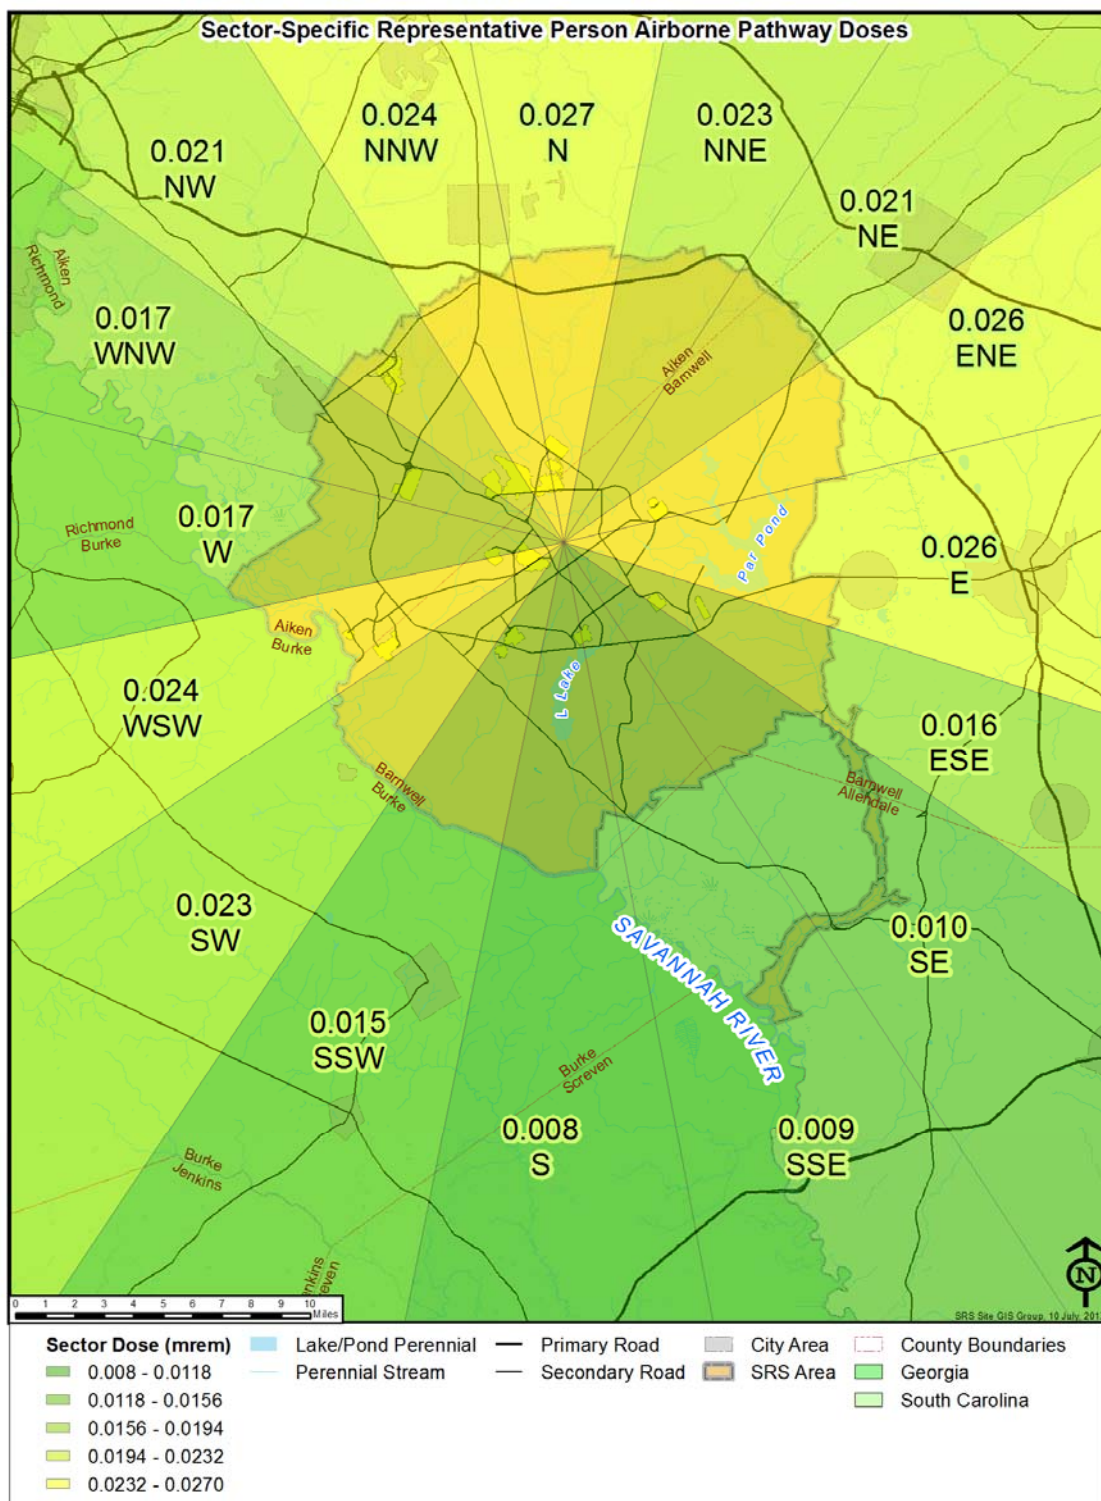 Sector-Specific Representative Person Airborne Pathway Doses
0.024
NNW
0.027
N
0.023
NNE
0.021
NW
0.021
NE
Aiken
Richmond
0.017
WNW
0.026
ENE
Aiken
Barnwell
0.017
W
Richmond
Burke
Par Pond
0.026
E
Aiken
Burke
L Lake
0.024
WSW
0.016
ESE
Barnwell
Burke
Barnwell
Allendale
0.023
SW
0.010
SE
SAVANNAH RIVER
0.015
SSW
Burke
Screven
0.008
S
0.009
SSE
Burke
Jenkins
N
0 1 2 3 4 5 6 7 8 9 10
Miles
SRS Site GIS Group, 10 July,
Sector Dose (mrem)
0.008 - 0.0118
0.0118 - 0.0156
0.0156 - 0.0194
0.0194 - 0.0232
0.0232 - 0.0270
Lake/Pond Perennial
Perennial Stream
Primary Road
Secondary Road
City Area
SRS Area
County Boundaries
Georgia
South Carolina